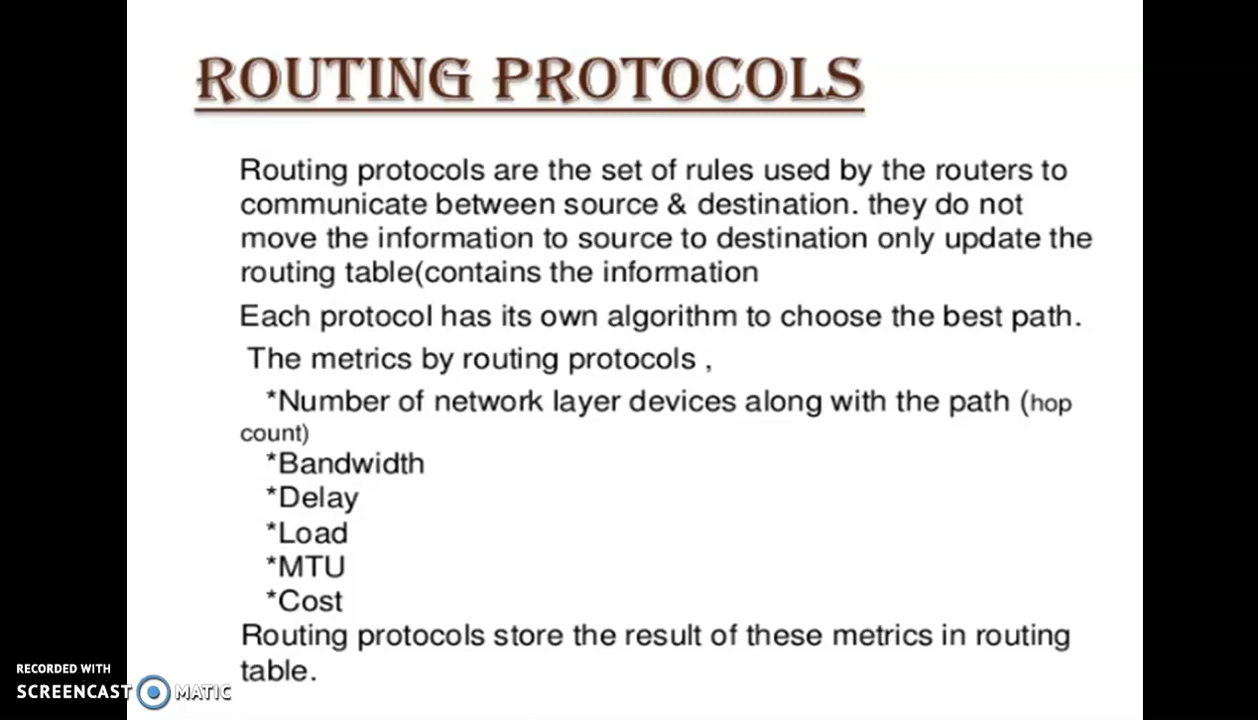 ROUTING PROTOCOLS
Routing protocols are the set of rules used by the routers to
communicate between source & destination. they do not
move the information to source to destination only update the
routing table(contains the information
Each protocol has its own algorithm to choose the best path.
The metrics by routing protocols ,
*Number of network layer devices along with the path (hop
count)
*Bandwidth
*Delay
*Load
*MTU
*Cost
Routing protocols store the result of these metrics in routing
table.
RECORDED WITH
SCREENCAST MATIC